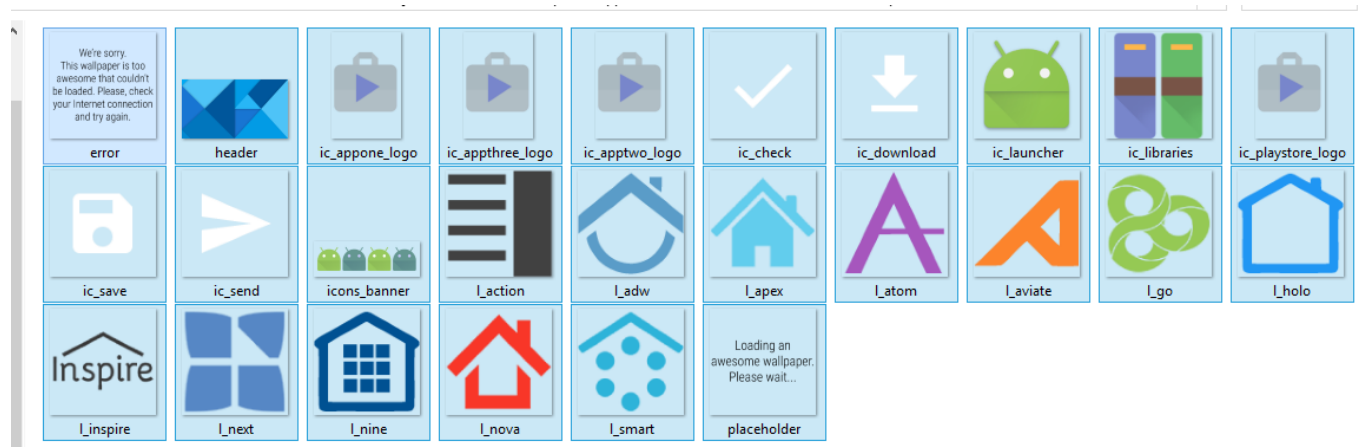 We're sorry.
This wallpaper is too
awesome that couldn't
be loaded. Please, check
your Internet connection
and try again.
error
header
ic_appone_logo
ic_appthree_logo
ic_apptwo_logo
ic_check
ic_download
ic_launcher
ic_libraries
ic_playstore_logo
ic_save
ic_send
icons_banner
l_action
l_adw
l_apex
l_atom
l_aviate
l_go
l_holo
Inspire
l_inspire
l_next
l_nine
l_nova
l_smart
Loading an
awesome wallpaper.
Please wait...
placeholder